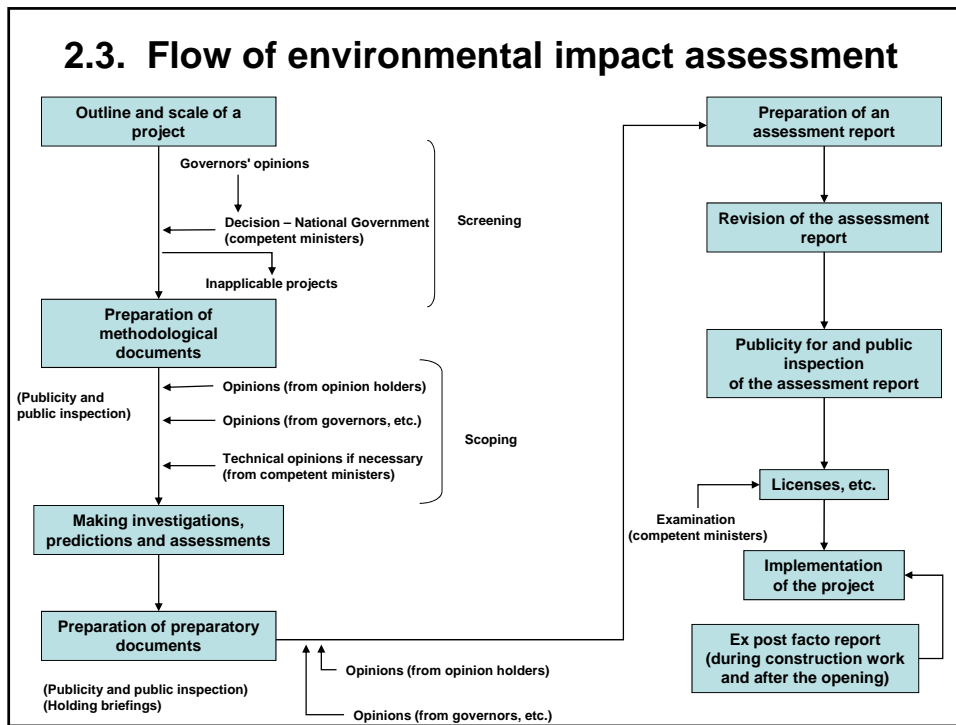 2.3. Flow of environmental impact assessment
Outline and scale of a
project
Governors' opinions
Decision – National Government
(competent ministers)
Screening
Inapplicable projects
Preparation of
methodological
documents
(Publicity and
public inspection)
Opinions (from opinion holders)
Opinions (from governors, etc.)
Scoping
Technical opinions if necessary
(from competent ministers)
Making investigations,
predictions and assessments
Preparation of preparatory
documents
(Publicity and public inspection)
(Holding briefings)
Opinions (from opinion holders)
Opinions (from governors, etc.)
Preparation of an
assessment report
Revision of the assessment
report
Publicity for and public
inspection
of the assessment report
Licenses, etc.
Examination
(competent ministers)
Implementation
of the project
Ex post facto report
(during construction work
and after the opening)